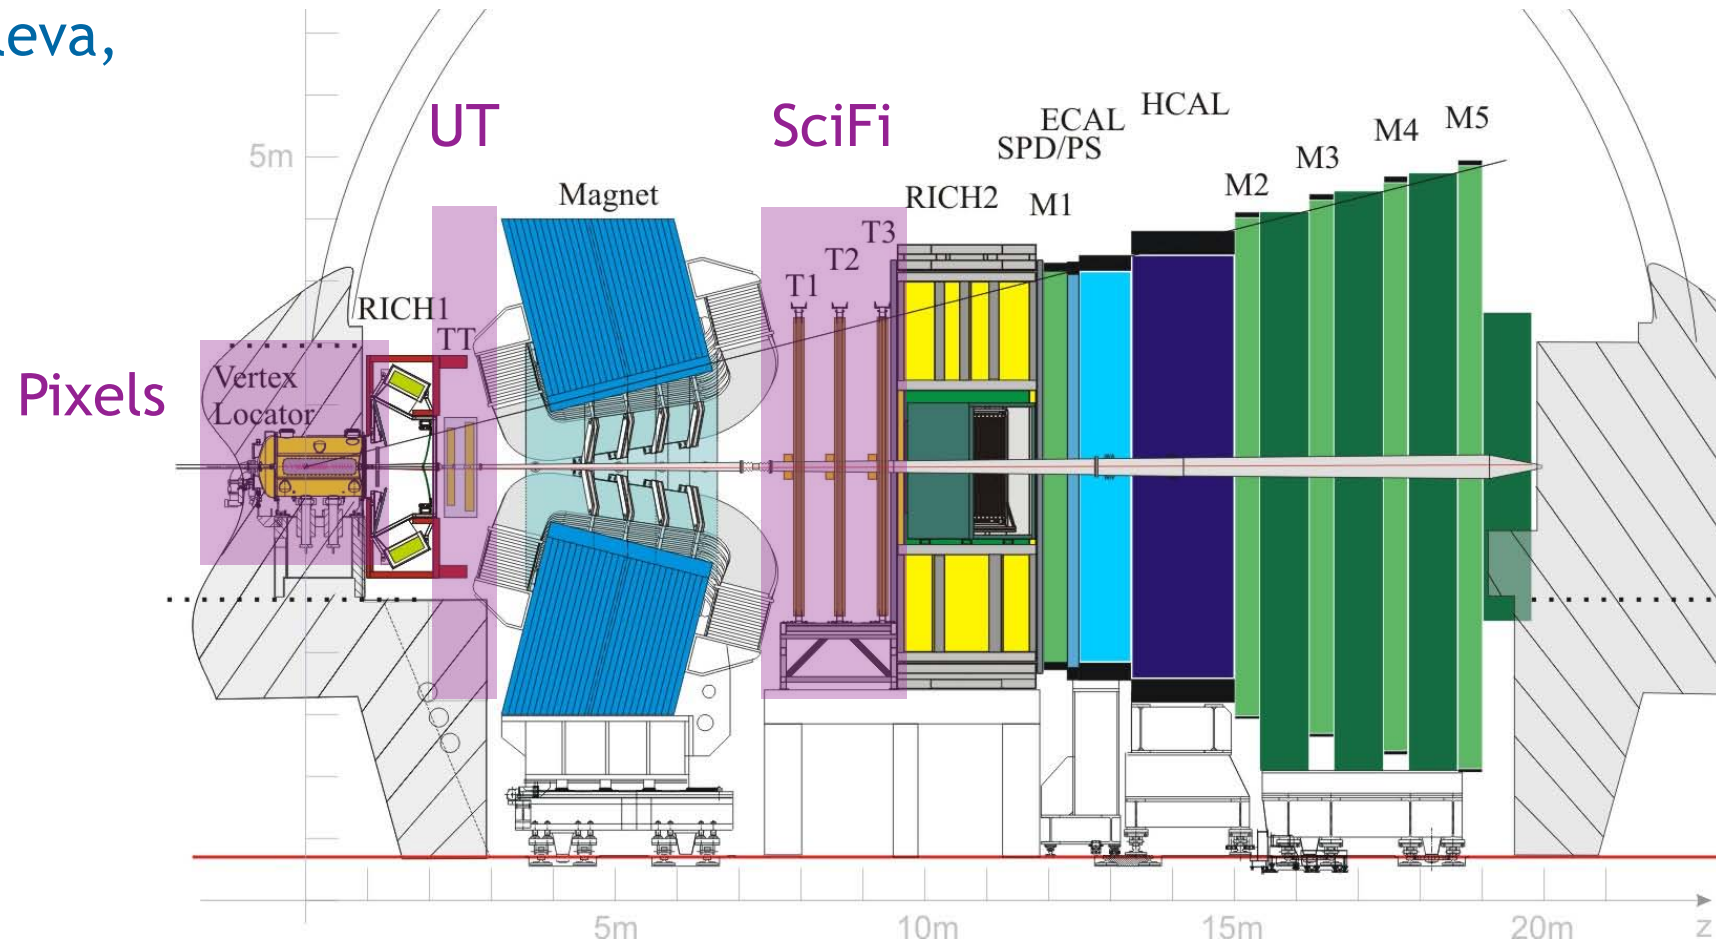 leva,
UT
SciFi
HCAL
ECAL
SPD/PS
M5
M4
M3
M2
5m
Magnet
RICH2
M1
T3
T2
T1
RICH1
TT
Pixels
Vertex
Locator
5m
10m
15m
20m
z